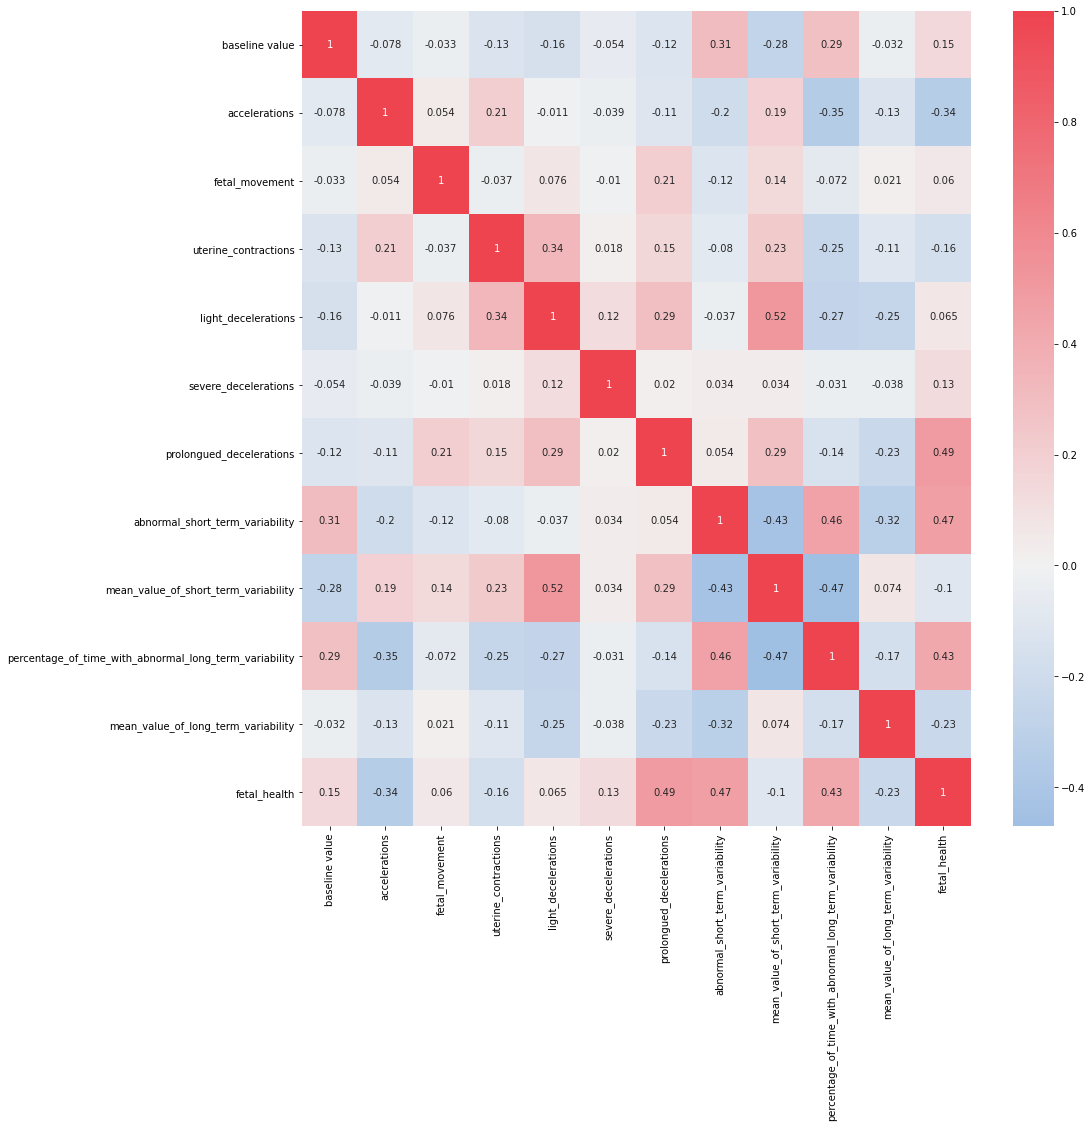 baseline value 1 -0.078 -0.033 -0.13 -0.16 -0.054 -0.12 0.31 -0.28 0.29 -0.032 0.15
accelerations -0.078 1 0.054 0.21 -0.011 -0.039 -0.11 -0.2 0.19 -0.35 -0.13 -0.34
fetal_movement -0.033 0.054 1 -0.037 0.076 -0.01 0.21 -0.12 0.14 -0.072 0.021 0.06
uterine_contractions -0.13 0.21 -0.037 1 0.34 0.018 0.15 -0.08 0.23 -0.25 -0.11 -0.16
light_decelerations -0.16 -0.011 0.076 0.34 1 0.12 0.29 -0.037 0.52 -0.27 -0.25 0.065
severe_decelerations -0.054 -0.039 -0.01 0.018 0.12 1 0.02 0.034 0.034 -0.031 -0.038 0.13
prolongued_decelerations -0.12 -0.11 0.21 0.15 0.29 0.02 1 0.054 0.29 -0.14 -0.23 0.49
abnormal_short_term_variability 0.31 -0.2 -0.12 -0.08 -0.037 0.034 0.054 1 -0.43 0.46 -0.32 0.47
mean_value_of_short_term_variability -0.28 0.19 0.14 0.23 0.52 0.034 0.29 -0.43 1 -0.47 0.074 -0.1
percentage_of_time_with_abnormal_long_term_variability 0.29 -0.35 -0.072 -0.25 -0.27 -0.031 -0.14 0.46 -0.47 1 -0.17 0.43
mean_value_of_long_term_variability -0.032 -0.13 0.021 -0.11 -0.25 -0.038 -0.23 -0.32 0.074 -0.17 1 -0.23
fetal_health 0.15 -0.34 0.06 -0.16 0.065 0.13 0.49 0.47 -0.1 0.43 -0.23 1
baseline value
accelerations
fetal_movement
uterine_contractions
light_decelerations
severe_decelerations
prolongued_decelerations
abnormal_short_term_variability
mean_value_of_short_term_variability
percentage_of_time_with_abnormal_long_term_variability
mean_value_of_long_term_variability
fetal_health
1.0
0.8
0.6
0.4
0.2
0.0
−0.2
−0.4